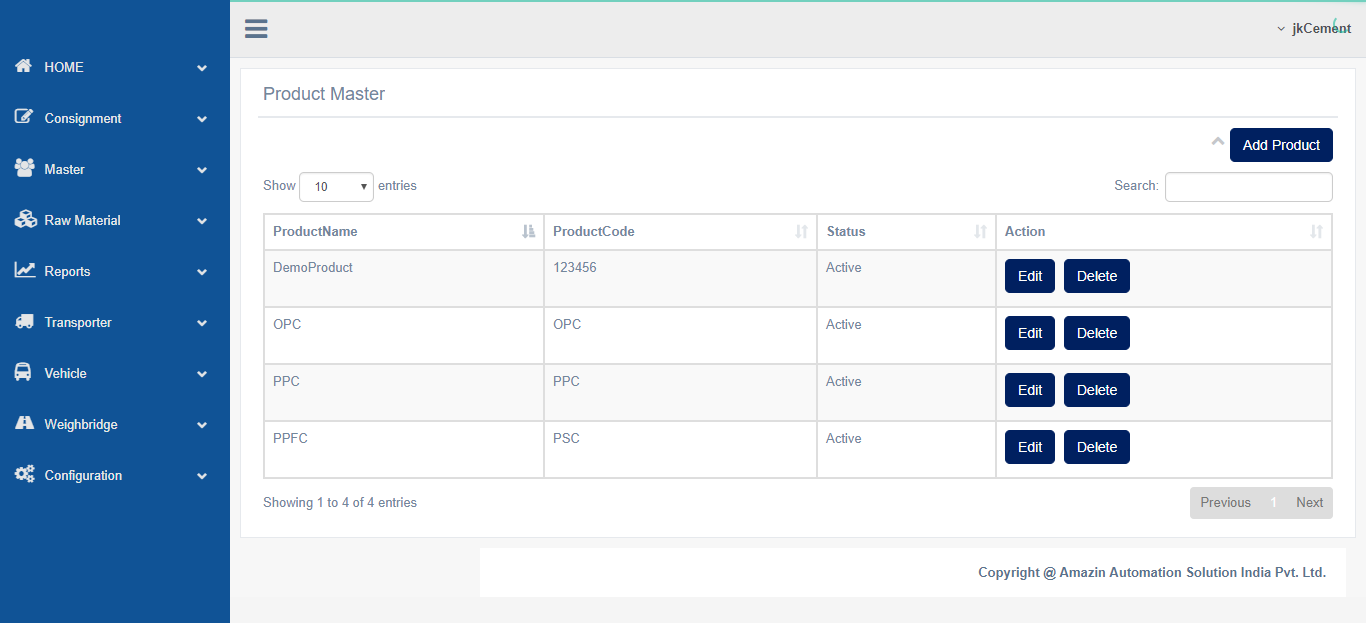 jkCement
HOME
Consignment
Master
Raw Material
Reports
Transporter
Vehicle
Weighbridge
Configuration
Product Master
Add Product
Show 10 entries
Search:
ProductName ProductCode Status Action
DemoProduct 123456 Active Edit Delete
OPC OPC Active Edit Delete
PPC PPC Active Edit Delete
PPFC PSC Active Edit Delete
Showing 1 to 4 of 4 entries
Previous 1 Next
Copyright @ Amazin Automation Solution India Pvt. Ltd.